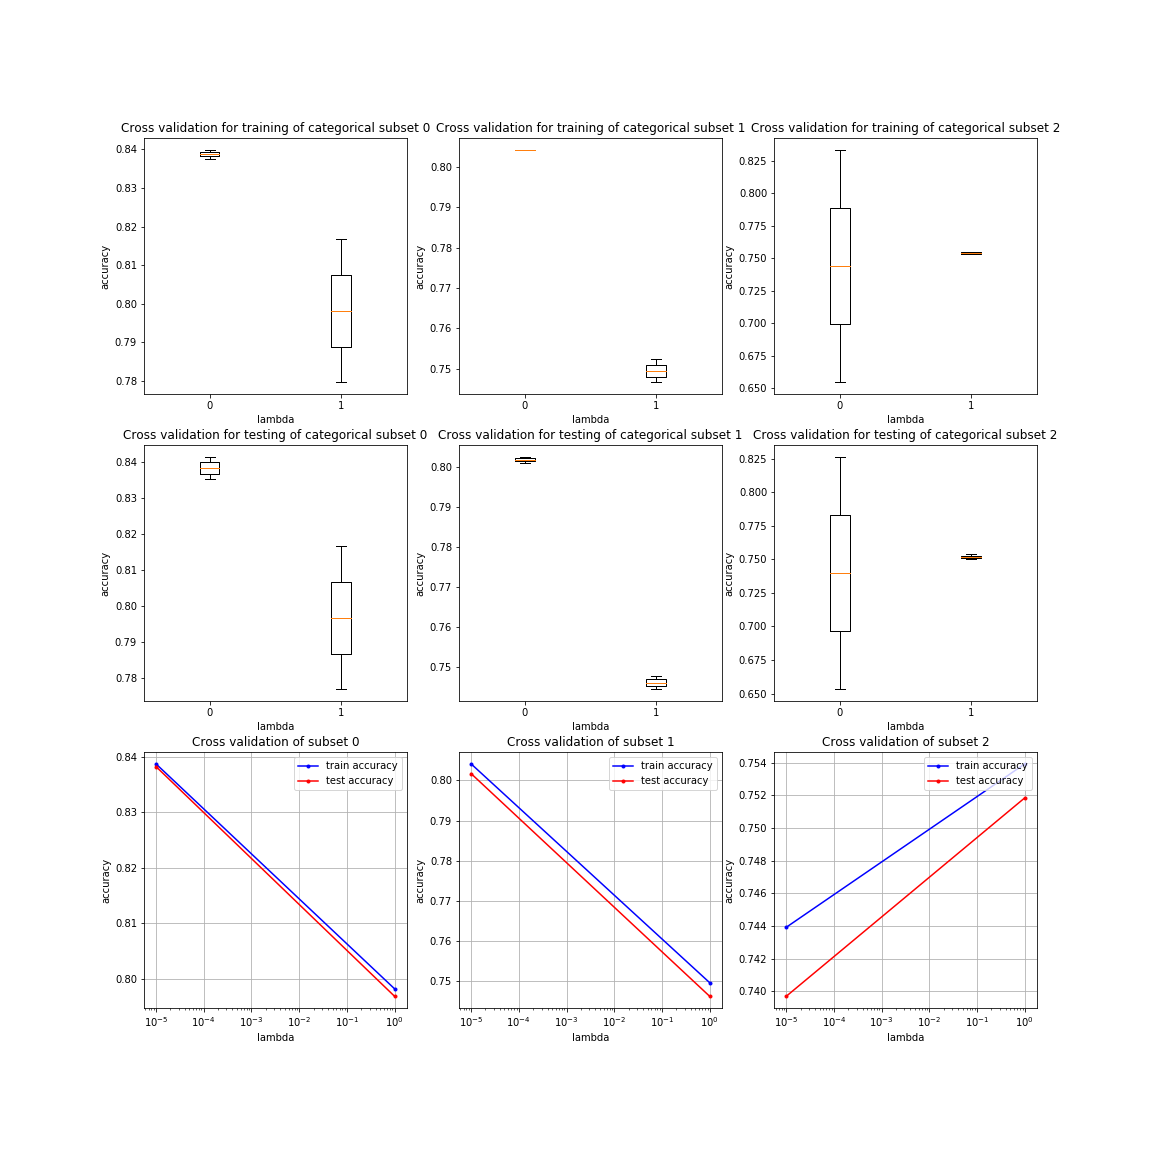 Cross validation for training of categorical subset 0
Cross validation for training of categorical subset 1
Cross validation for training of categorical subset 2
accuracy
0.84
0.83
0.82
0.81
0.80
0.79
0.78
0 1
lambda
accuracy
0.80
0.79
0.78
0.77
0.76
0.75
0 1
lambda
accuracy
0.825
0.800
0.775
0.750
0.725
0.700
0.675
0.650
0 1
lambda
Cross validation for testing of categorical subset 0
Cross validation for testing of categorical subset 1
Cross validation for testing of categorical subset 2
accuracy
0.84
0.83
0.82
0.81
0.80
0.79
0.78
0 1
lambda
accuracy
0.80
0.79
0.78
0.77
0.76
0.75
0 1
lambda
accuracy
0.825
0.800
0.775
0.750
0.725
0.700
0.675
0.650
0 1
lambda
Cross validation of subset 0
train accuracy
test accuracy
accuracy
0.84
0.83
0.82
0.81
0.80
10⁻⁵ 10⁻⁴ 10⁻³ 10⁻² 10⁻¹ 10⁰
lambda
Cross validation of subset 1
train accuracy
test accuracy
accuracy
0.80
0.79
0.78
0.77
0.76
0.75
10⁻⁵ 10⁻⁴ 10⁻³ 10⁻² 10⁻¹ 10⁰
lambda
Cross validation of subset 2
train accuracy
test accuracy
accuracy
0.754
0.752
0.750
0.748
0.746
0.744
0.742
0.740
10⁻⁵ 10⁻⁴ 10⁻³ 10⁻² 10⁻¹ 10⁰
lambda